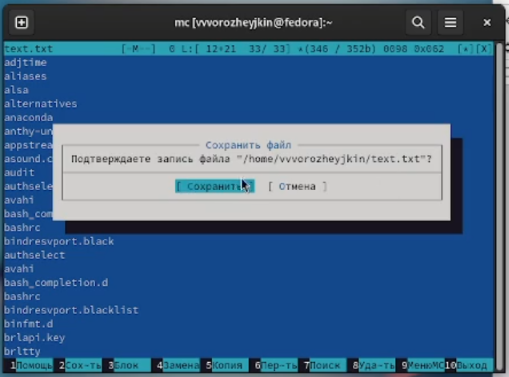 mc [vvvorozheyjkin@fedora]:~
text.txt [-M--] 0 L:[ 12+21 33/ 33] *(346 / 352b) 0098 0x062 [*][X]
adjtime
aliases
alsa
alternatives
anaconda
anthy-un
appstrea
asound.c
audit
authsele
avahi
bash_com
bashrc
Сохранить файл
Подтверждаете запись файла "/home/vvvorozheyjkin/text.txt"?
[ Сохранить ] [ Отмена ]
bindresvport.black
authselect
avahi
bash_completion.d
bashrc
bindresvport.blacklist
binfmt.d
brlapi.key
brltty
1Помощь 2Сох-ть 3Блок 4Замена 5Копия 6Пер-ть 7Поиск 8Уда-ть 9МенюMC 10Выход